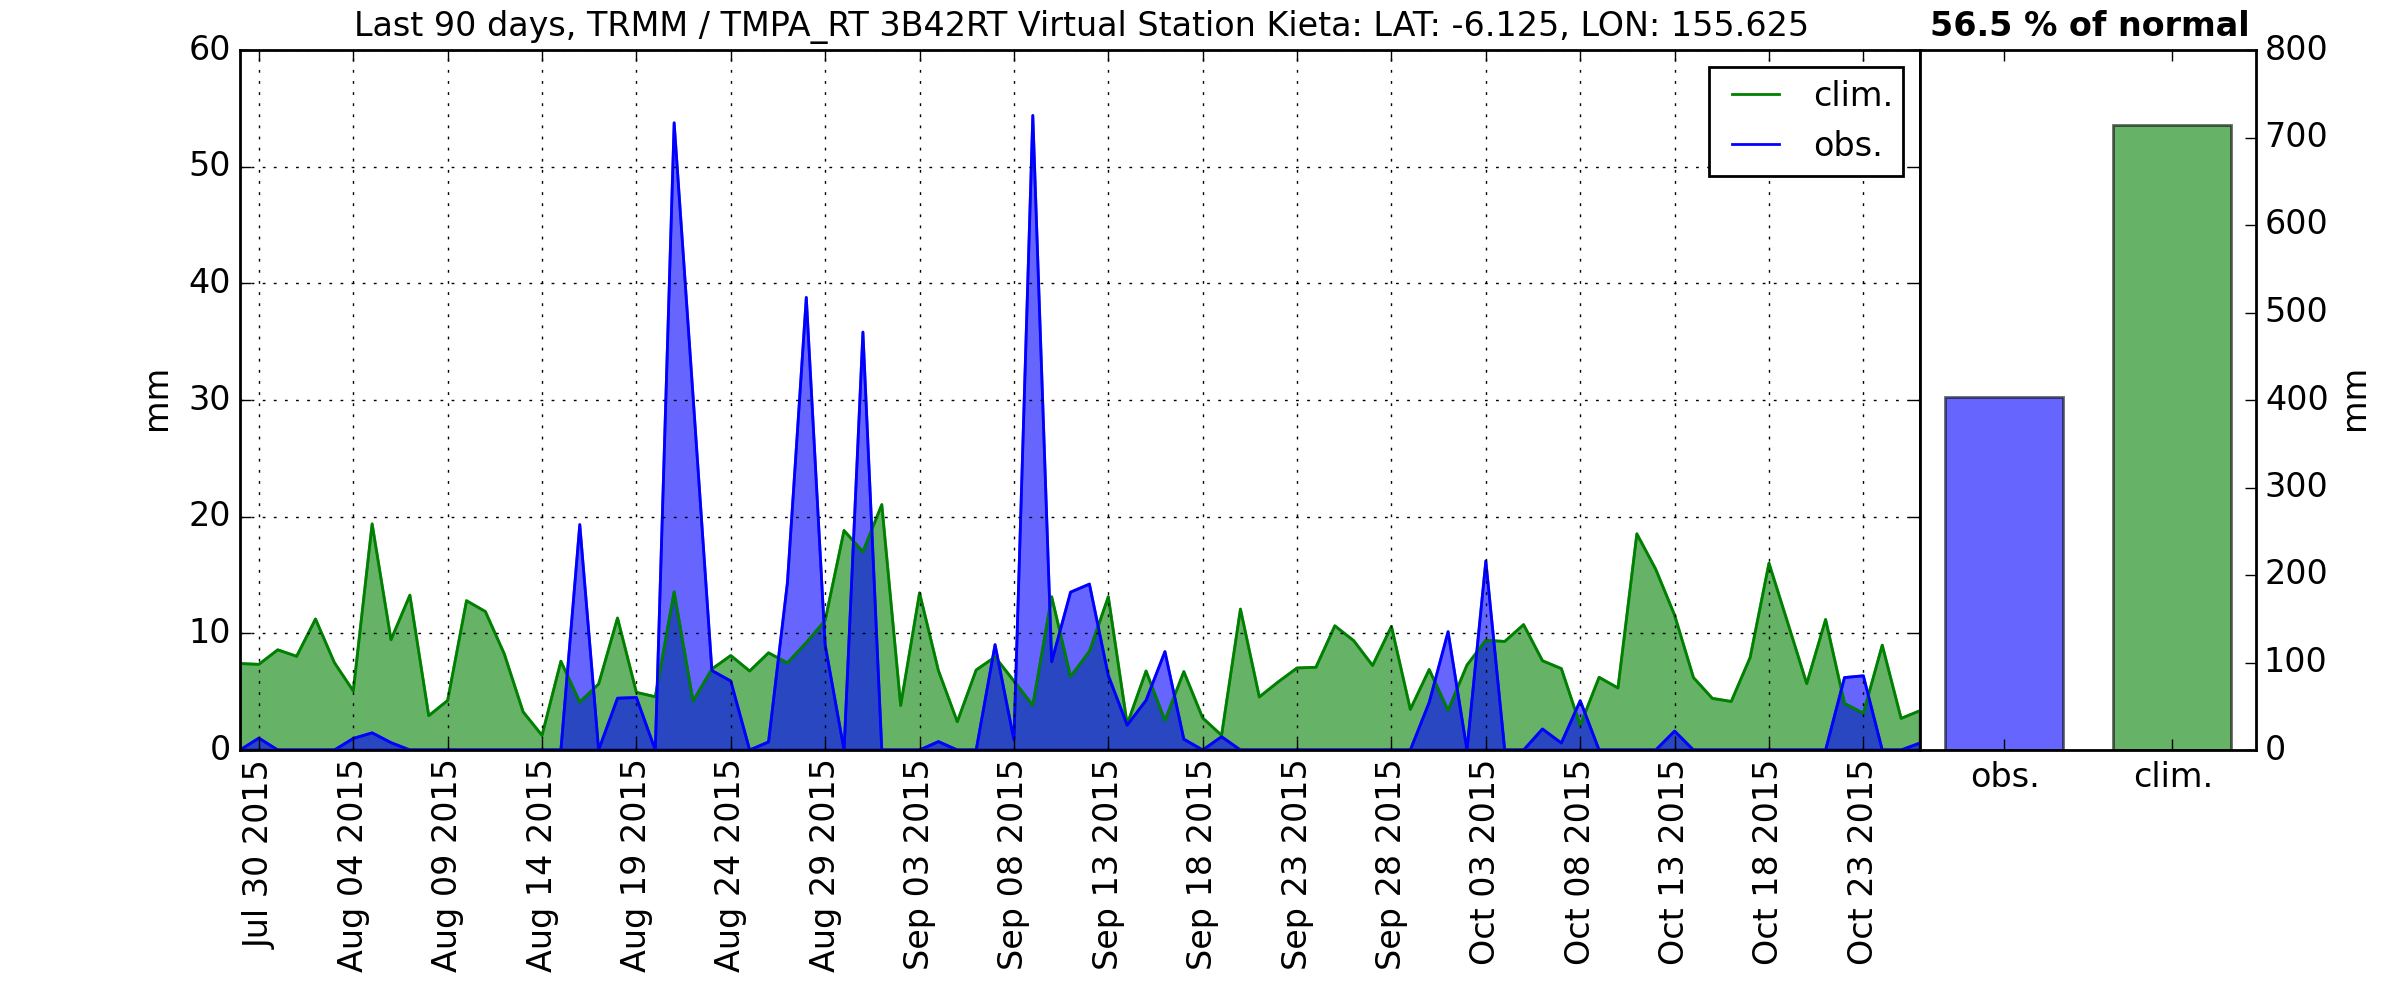 Last 90 days, TRMM / TMPA_RT 3B42RT Virtual Station Kieta: LAT: -6.125, LON: 155.625
56.5 % of normal
clim.
obs.
60
50
40
30
20
10
0
mm
Jul 30 2015
Aug 04 2015
Aug 09 2015
Aug 14 2015
Aug 19 2015
Aug 24 2015
Aug 29 2015
Sep 03 2015
Sep 08 2015
Sep 13 2015
Sep 18 2015
Sep 23 2015
Sep 28 2015
Oct 03 2015
Oct 08 2015
Oct 13 2015
Oct 18 2015
Oct 23 2015
obs.
clim.
800
700
600
500
400
300
200
100
0
mm